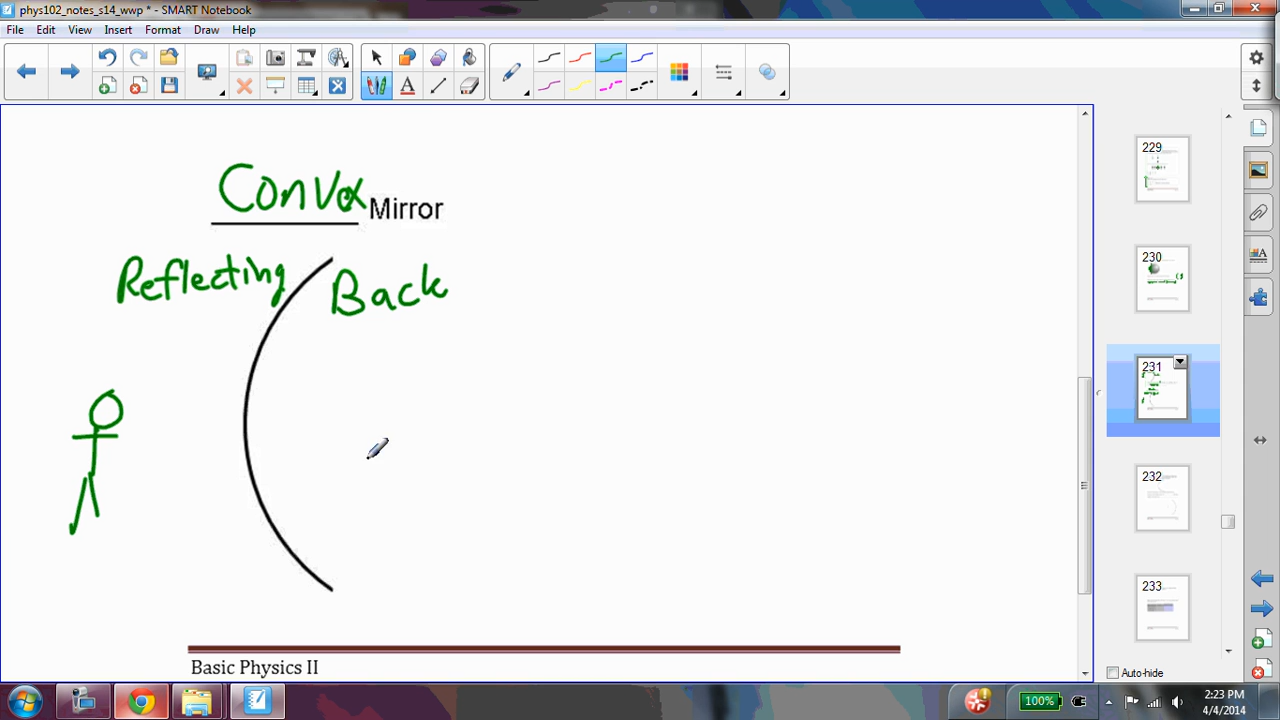 phys102_notes_s14_wwp * - SMART Notebook
File Edit View Insert Format Draw Help
Convex Mirror
Reflecting Back
Basic Physics II
229
230
231
232
233
Auto-hide
100%
2:23 PM
4/4/2014